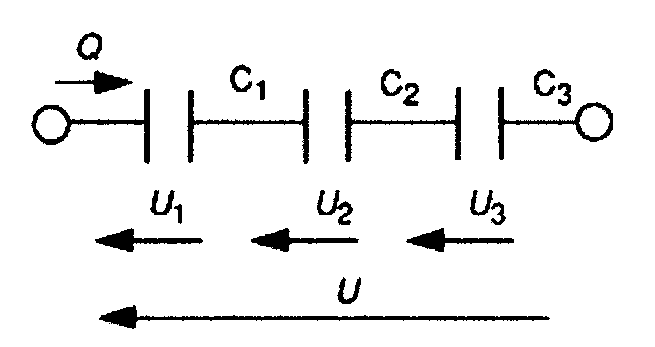 Q
C₁ C₂ C₃
U₁ U₂ U₃
U